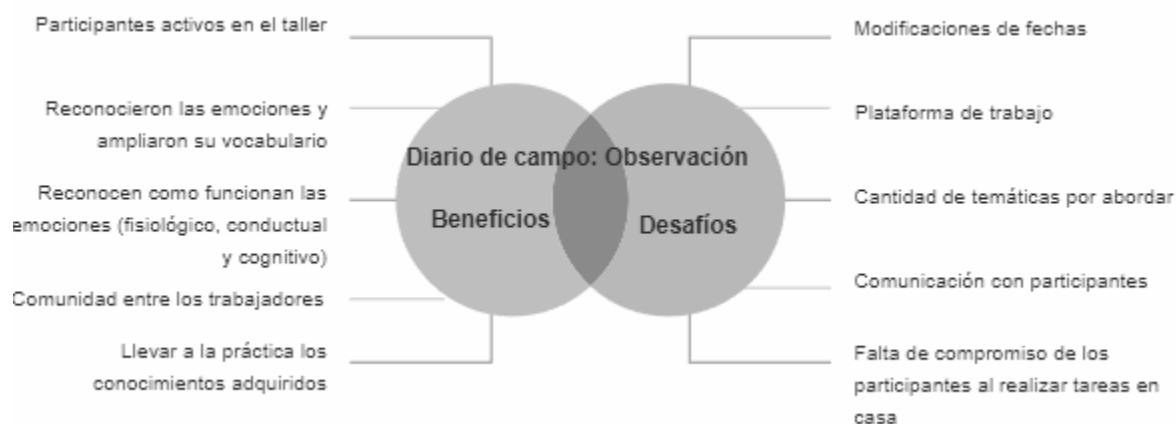 Participantes activos en el taller
Reconocieron las emociones y
ampliaron su vocabulario
Reconocen como funcionan las
emociones (fisiológico, conductual
y cognitivo)
Comunidad entre los trabajadores
Llevar a la práctica los
conocimientos adquiridos
Diario de campo: Observación
Beneficios
Desafíos
Modificaciones de fechas
Plataforma de trabajo
Cantidad de temáticas por abordar
Comunicación con participantes
Falta de compromiso de los
participantes al realizar tareas en
casa